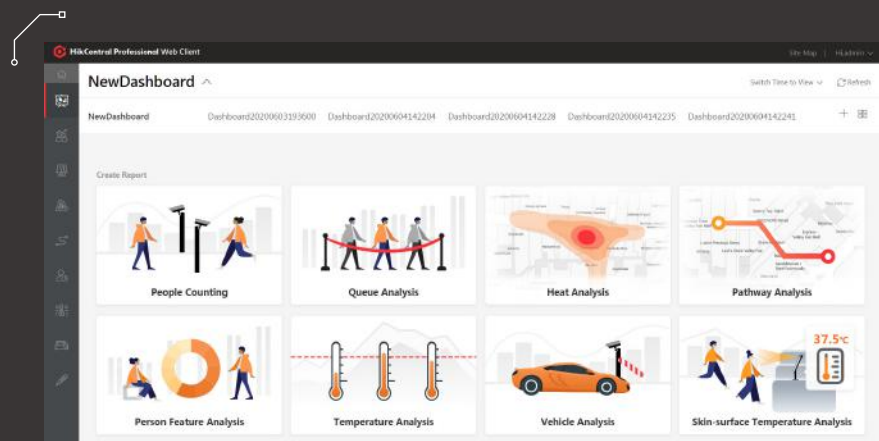 HikCentral Professional Web Client
Site Map | Hi,admin
NewDashboard
Switch Time to View Refresh
NewDashboard Dashboard20200603193600 Dashboard20200604142204 Dashboard20200604142228 Dashboard20200604142235 Dashboard20200604142241
Create Report
People Counting Queue Analysis Heat Analysis Pathway Analysis
37.5℃
Person Feature Analysis Temperature Analysis Vehicle Analysis Skin-surface Temperature Analysis